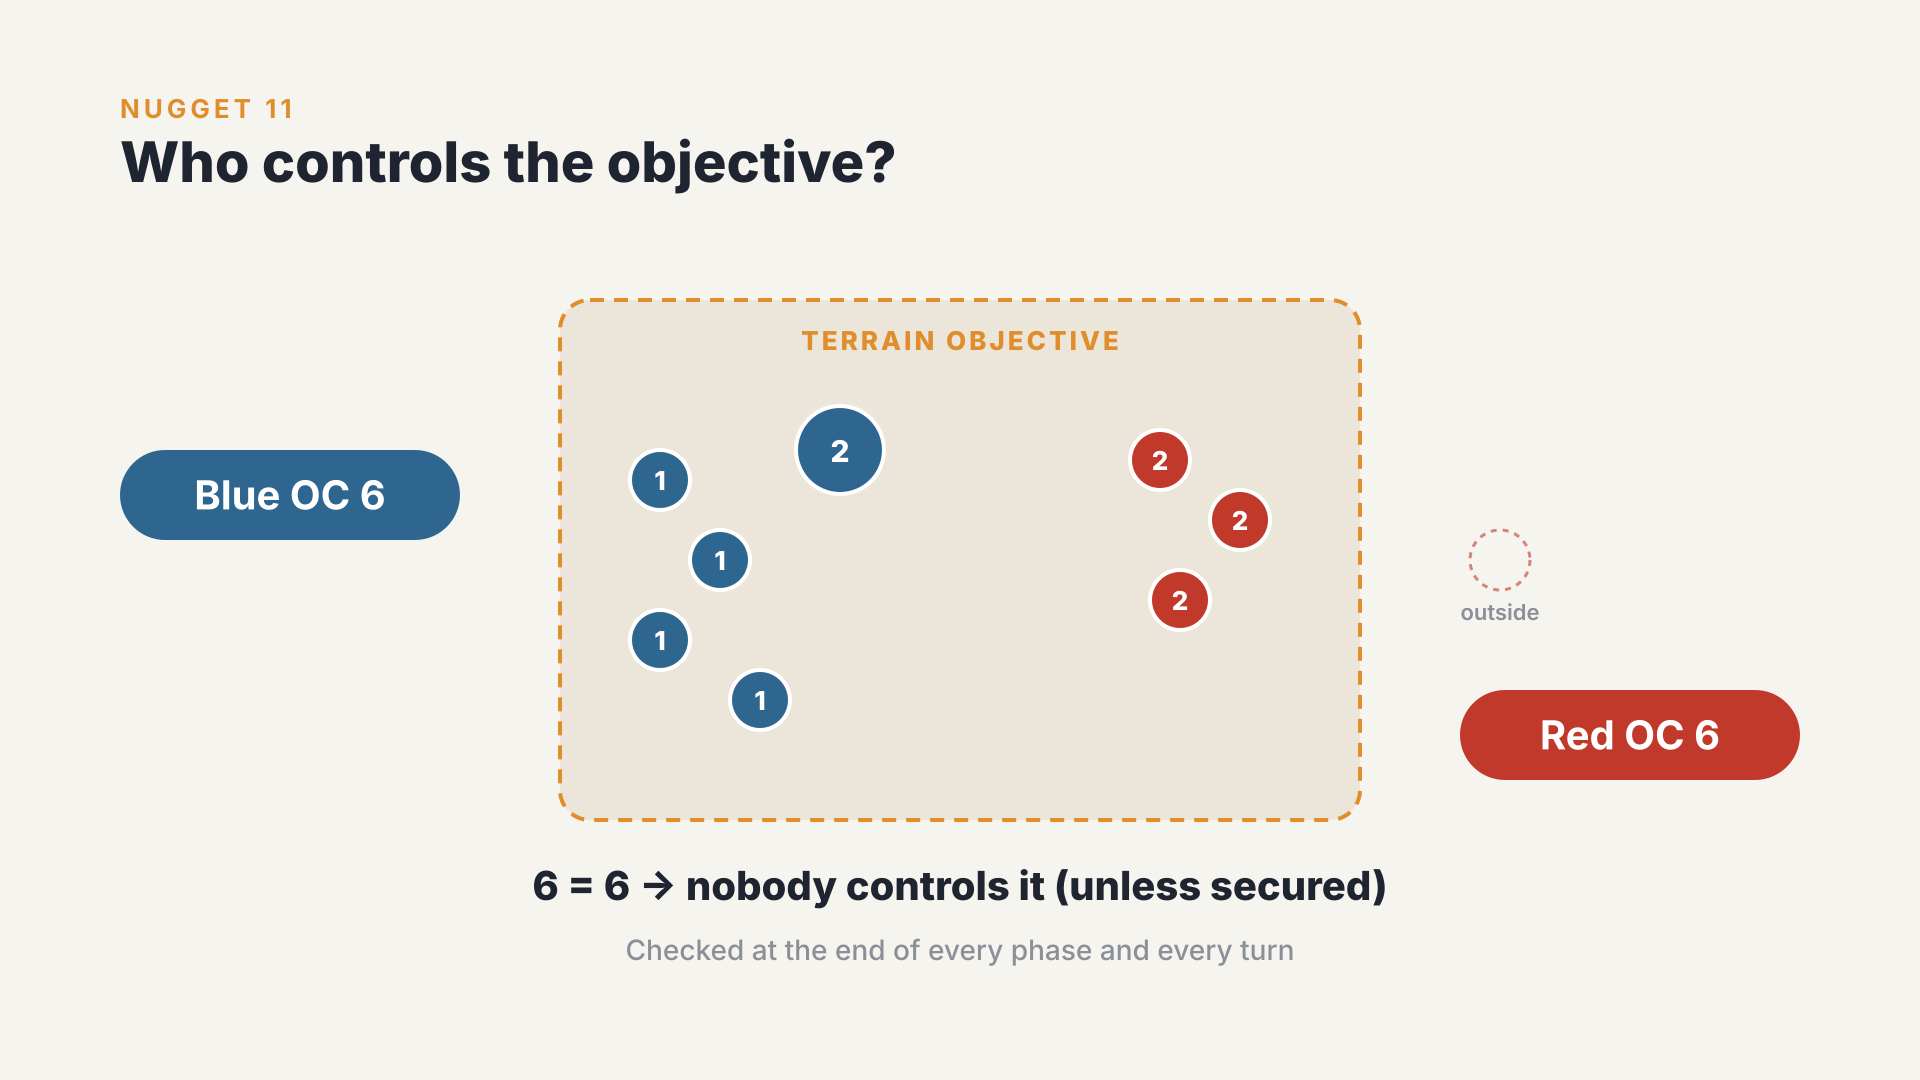 NUGGET 11
Who controls the objective?
TERRAIN OBJECTIVE
Blue OC 6
1
2
1
1
1
2
2
2
outside
Red OC 6
6 = 6 → nobody controls it (unless secured)
Checked at the end of every phase and every turn